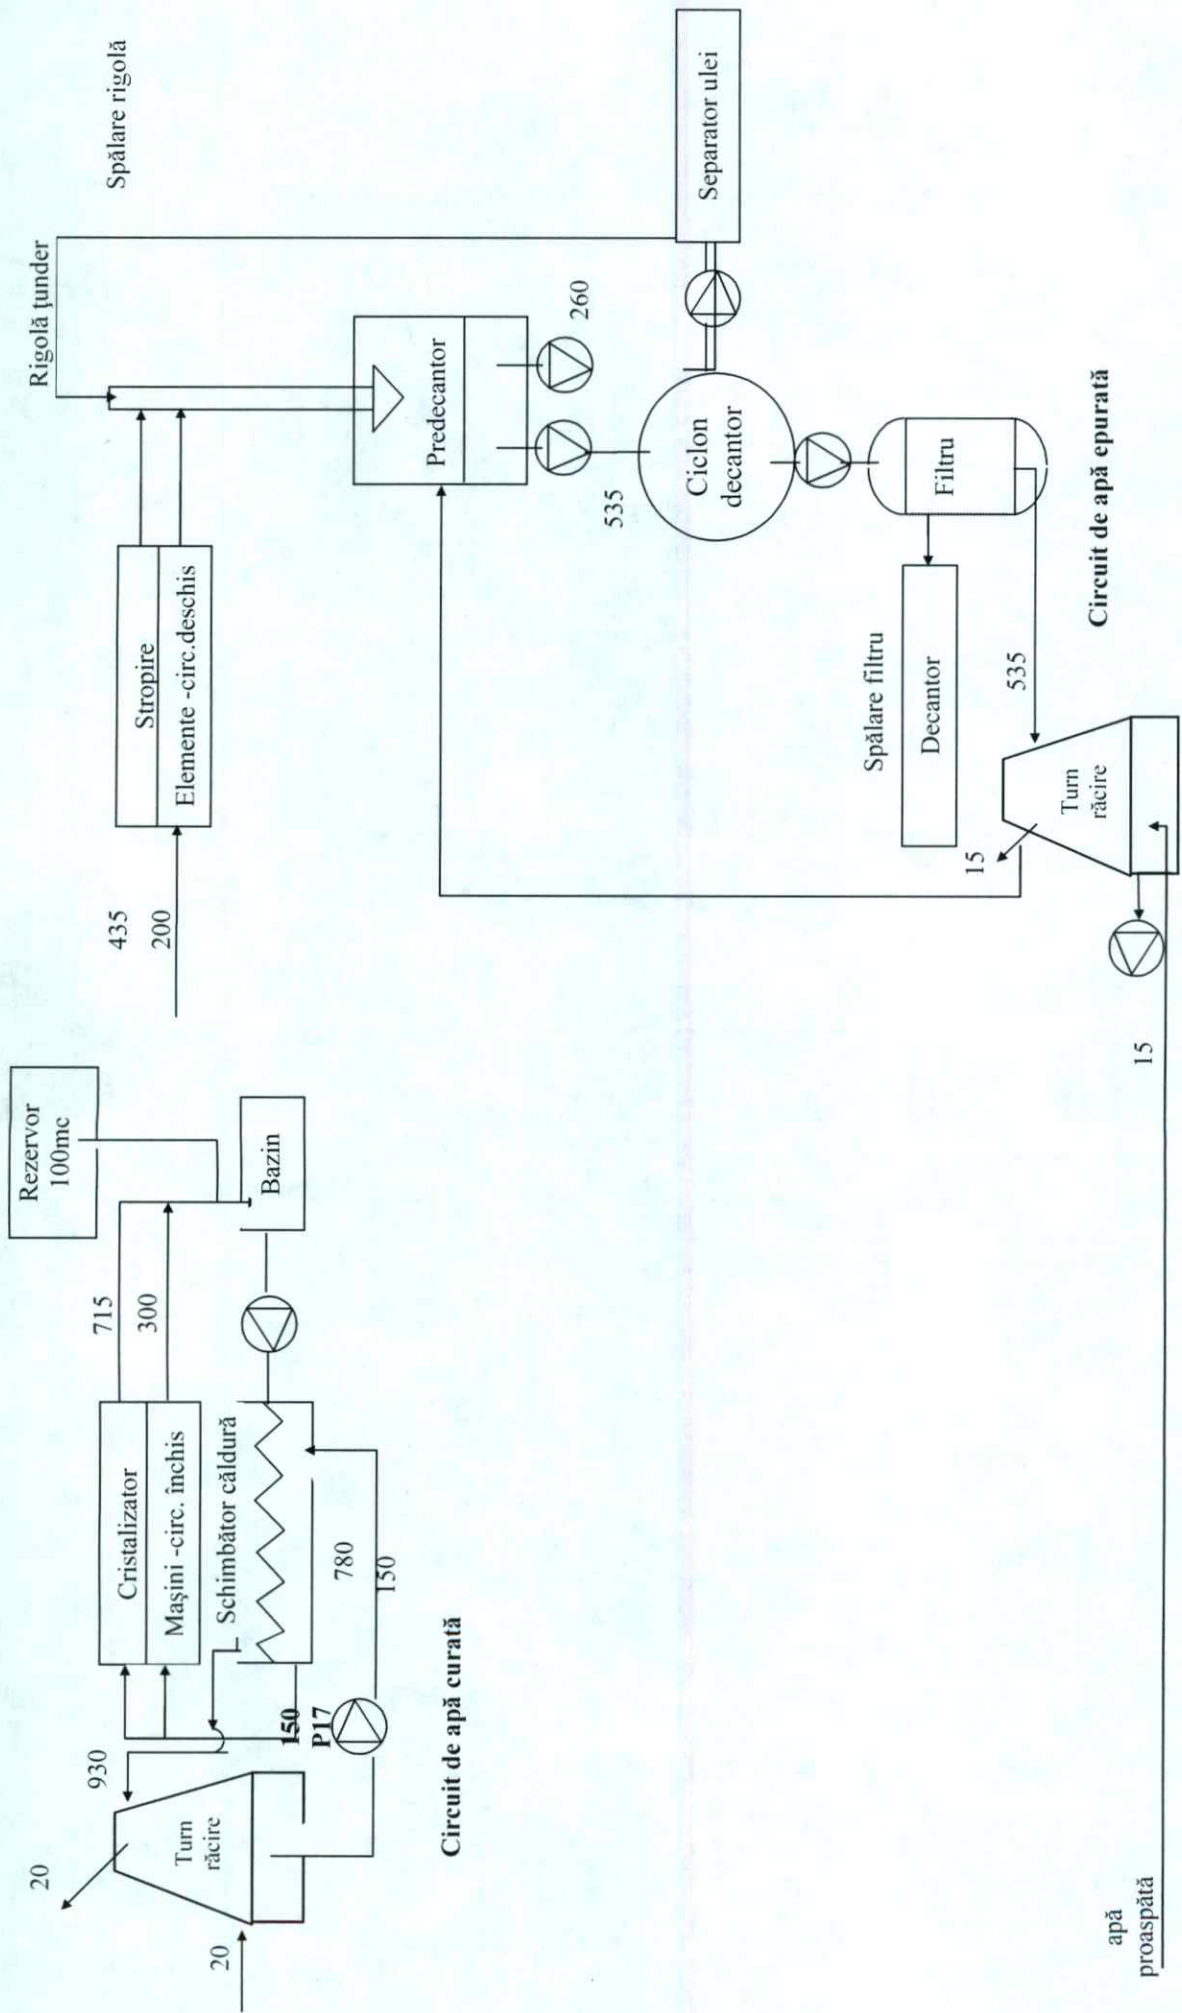 20
20
Turn
răcire
930
Cristalizator
Mașini -circ. închis
Schimbător căldură
150
P17
780
150
715
300
Rezervor
100mc
Bazin
Circuit de apă curată
435
200
Stropire
Elemente -circ.deschis
Rigolă ţunder
Spălare rigolă
Predecantor
260
535
Ciclon
decantor
Separator ulei
Filtru
Spălare filtru
Decantor
535
15
Turn
răcire
15
Circuit de apă epurată
apă
proaspătă